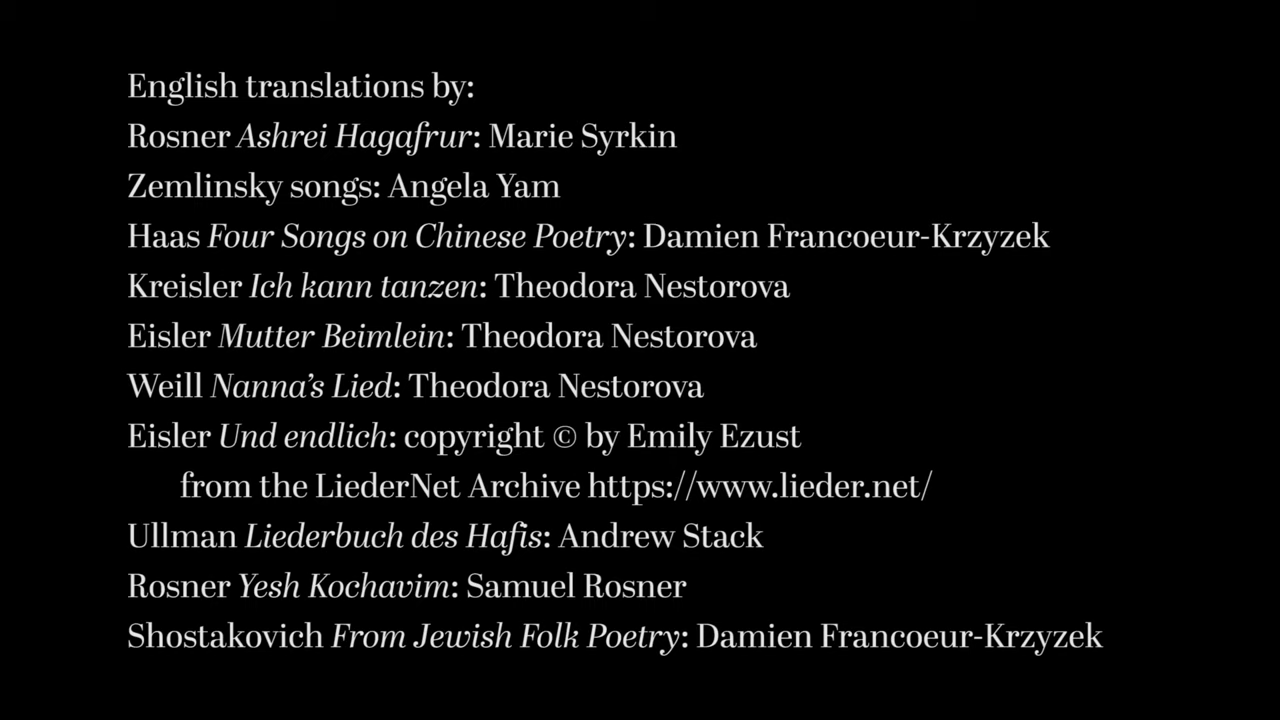 English translations by:
Rosner Ashrei Hagafrur: Marie Syrkin
Zemlinsky songs: Angela Yam
Haas Four Songs on Chinese Poetry: Damien Francoeur-Krzyzek
Kreisler Ich kann tanzen: Theodora Nestorova
Eisler Mutter Beimlein: Theodora Nestorova
Weill Nanna’s Lied: Theodora Nestorova
Eisler Und endlich: copyright © by Emily Ezust
from the LiederNet Archive https://www.lieder.net/
Ullman Liederbuch des Hafis: Andrew Stack
Rosner Yesh Kochavim: Samuel Rosner
Shostakovich From Jewish Folk Poetry: Damien Francoeur-Krzyzek